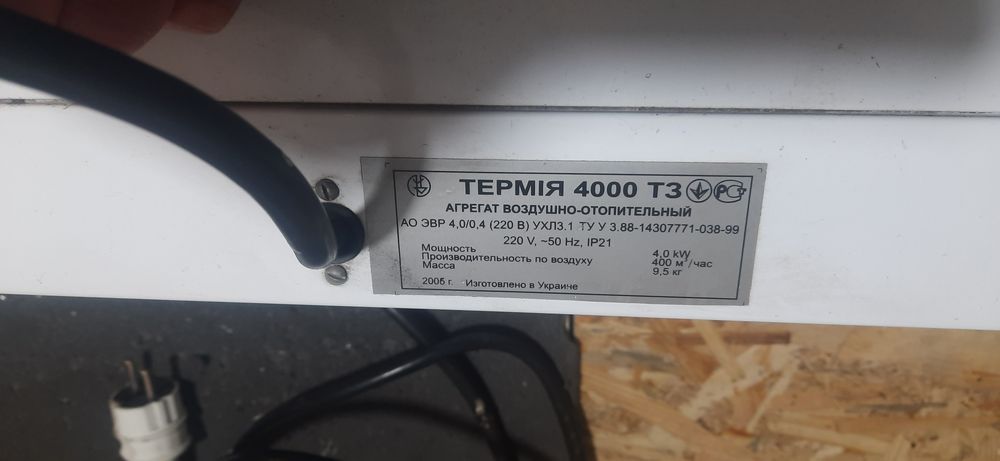 ТЕРМІЯ 4000 ТЗ
АГРЕГАТ ВОЗДУШНО-ОТОПИТЕЛЬНЫЙ
АО ЭВР 4,0/0,4 (220 В) УХЛ3.1 ТУ У 3.88-14307771-038-99
220 V, ~50 Hz, IP21
Мощность 4,0 kW
Производительность по воздуху 400 м³/час
Масса 9,5 кг
2005 г. Изготовлено в Украине